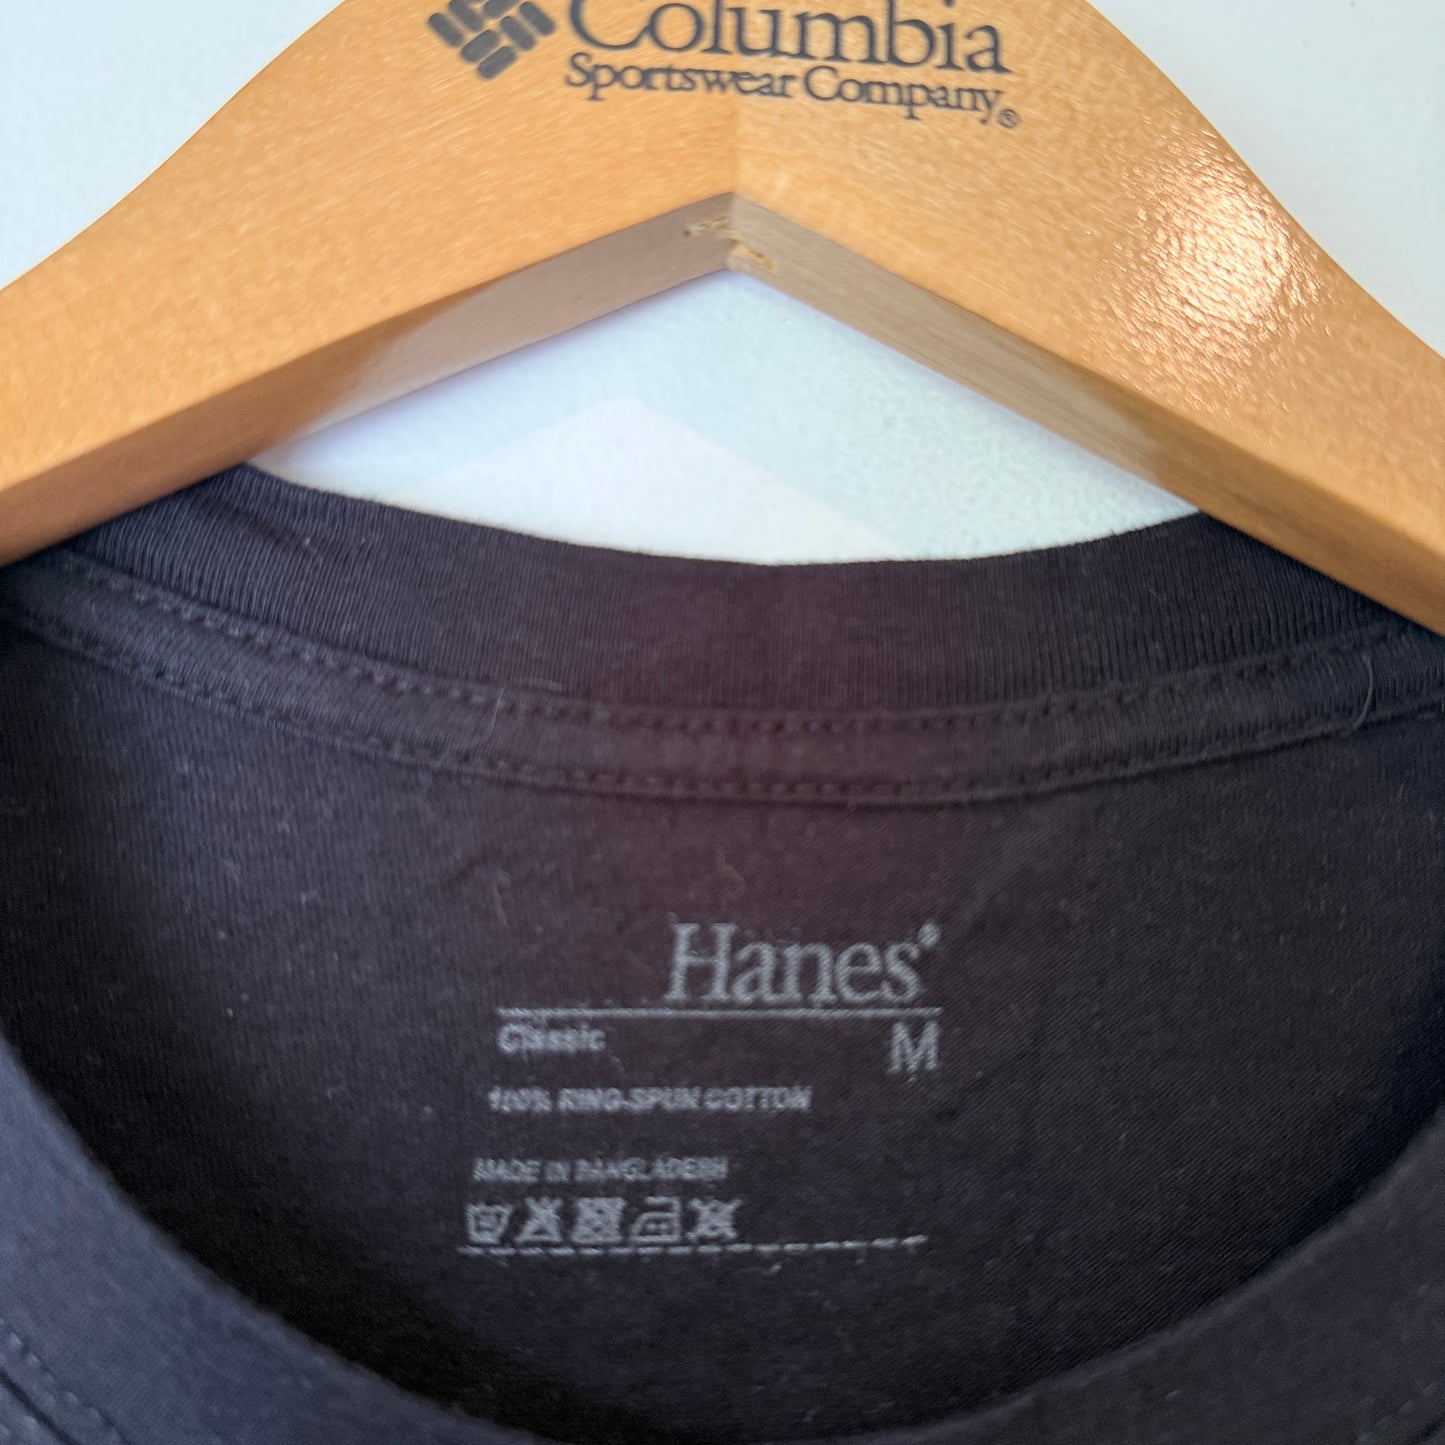 Columbia
Sportswear Company®
Hanes®
Classic M
100% RING-SPUN COTTON
MADE IN BANGLADESH